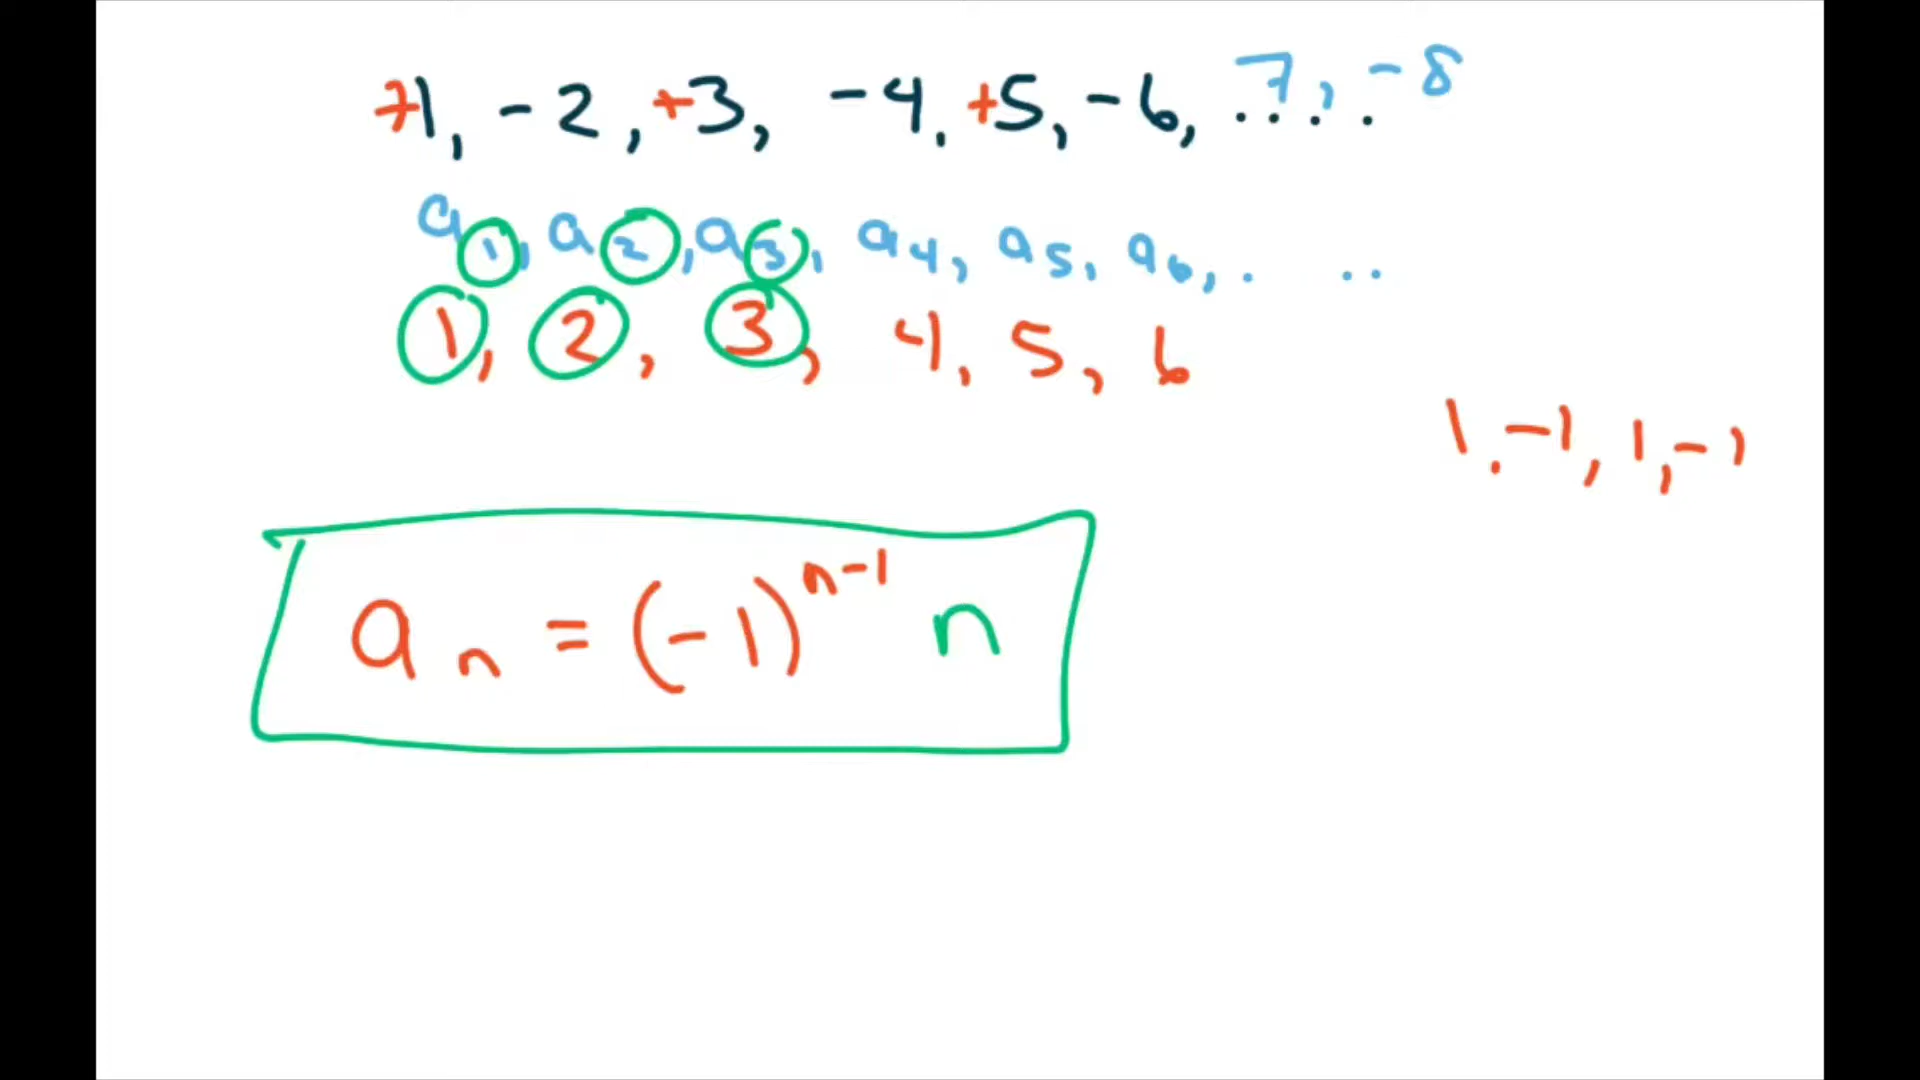 +1, -2, +3, -4, +5, -6, .... 7, -8
a₁, a₂, a₃, a₄, a₅, a₆, . ..
1, 2, 3, 4, 5, 6
1, -1, 1, -1
aₙ = (-1)ⁿ⁻¹ n